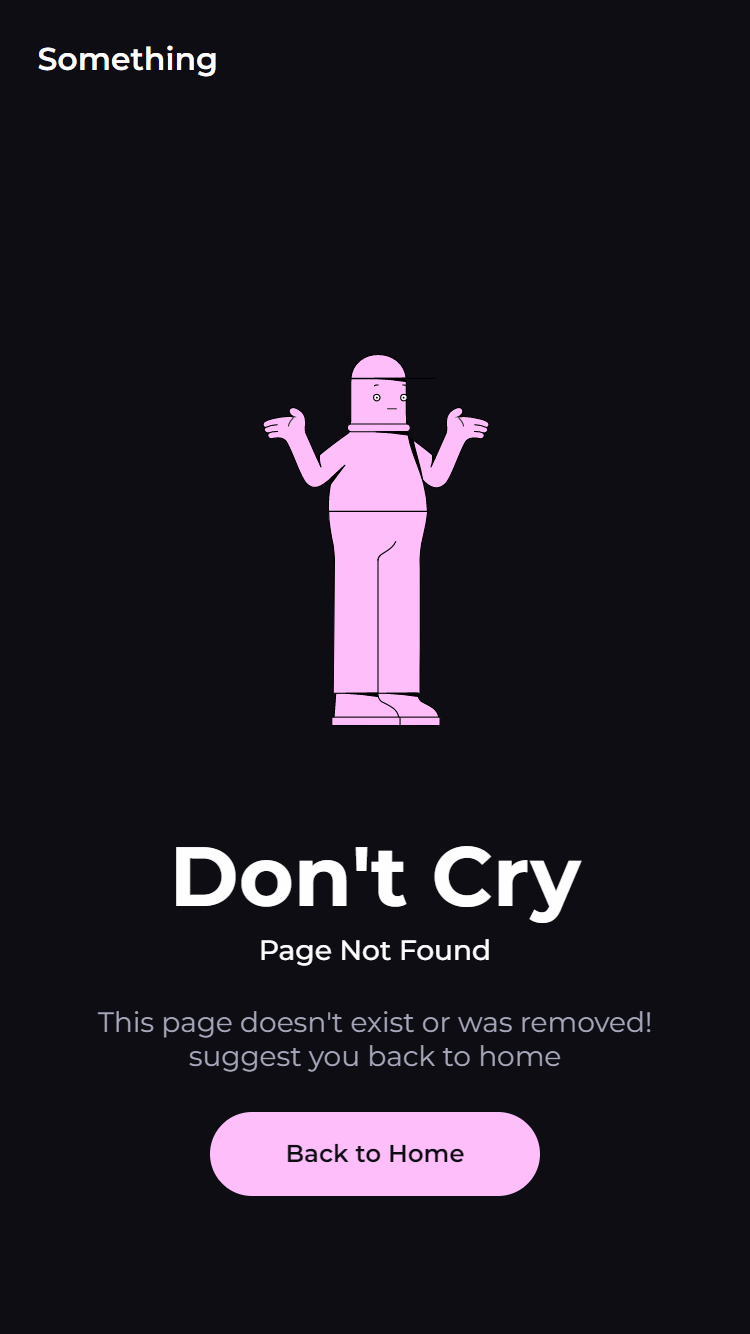 Something
Don't Cry
Page Not Found
This page doesn't exist or was removed!
suggest you back to home
Back to Home